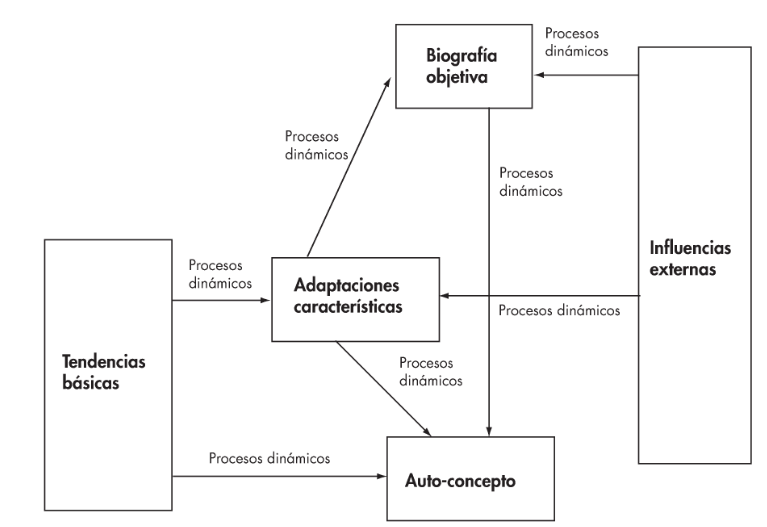 Procesos
dinámicos
Biografía
objetiva
Procesos
dinámicos
Procesos
dinámicos
Influencias
externas
Procesos
dinámicos
Adaptaciones
características
Procesos dinámicos
Tendencias
básicas
Procesos
dinámicos
Procesos dinámicos
Auto-concepto